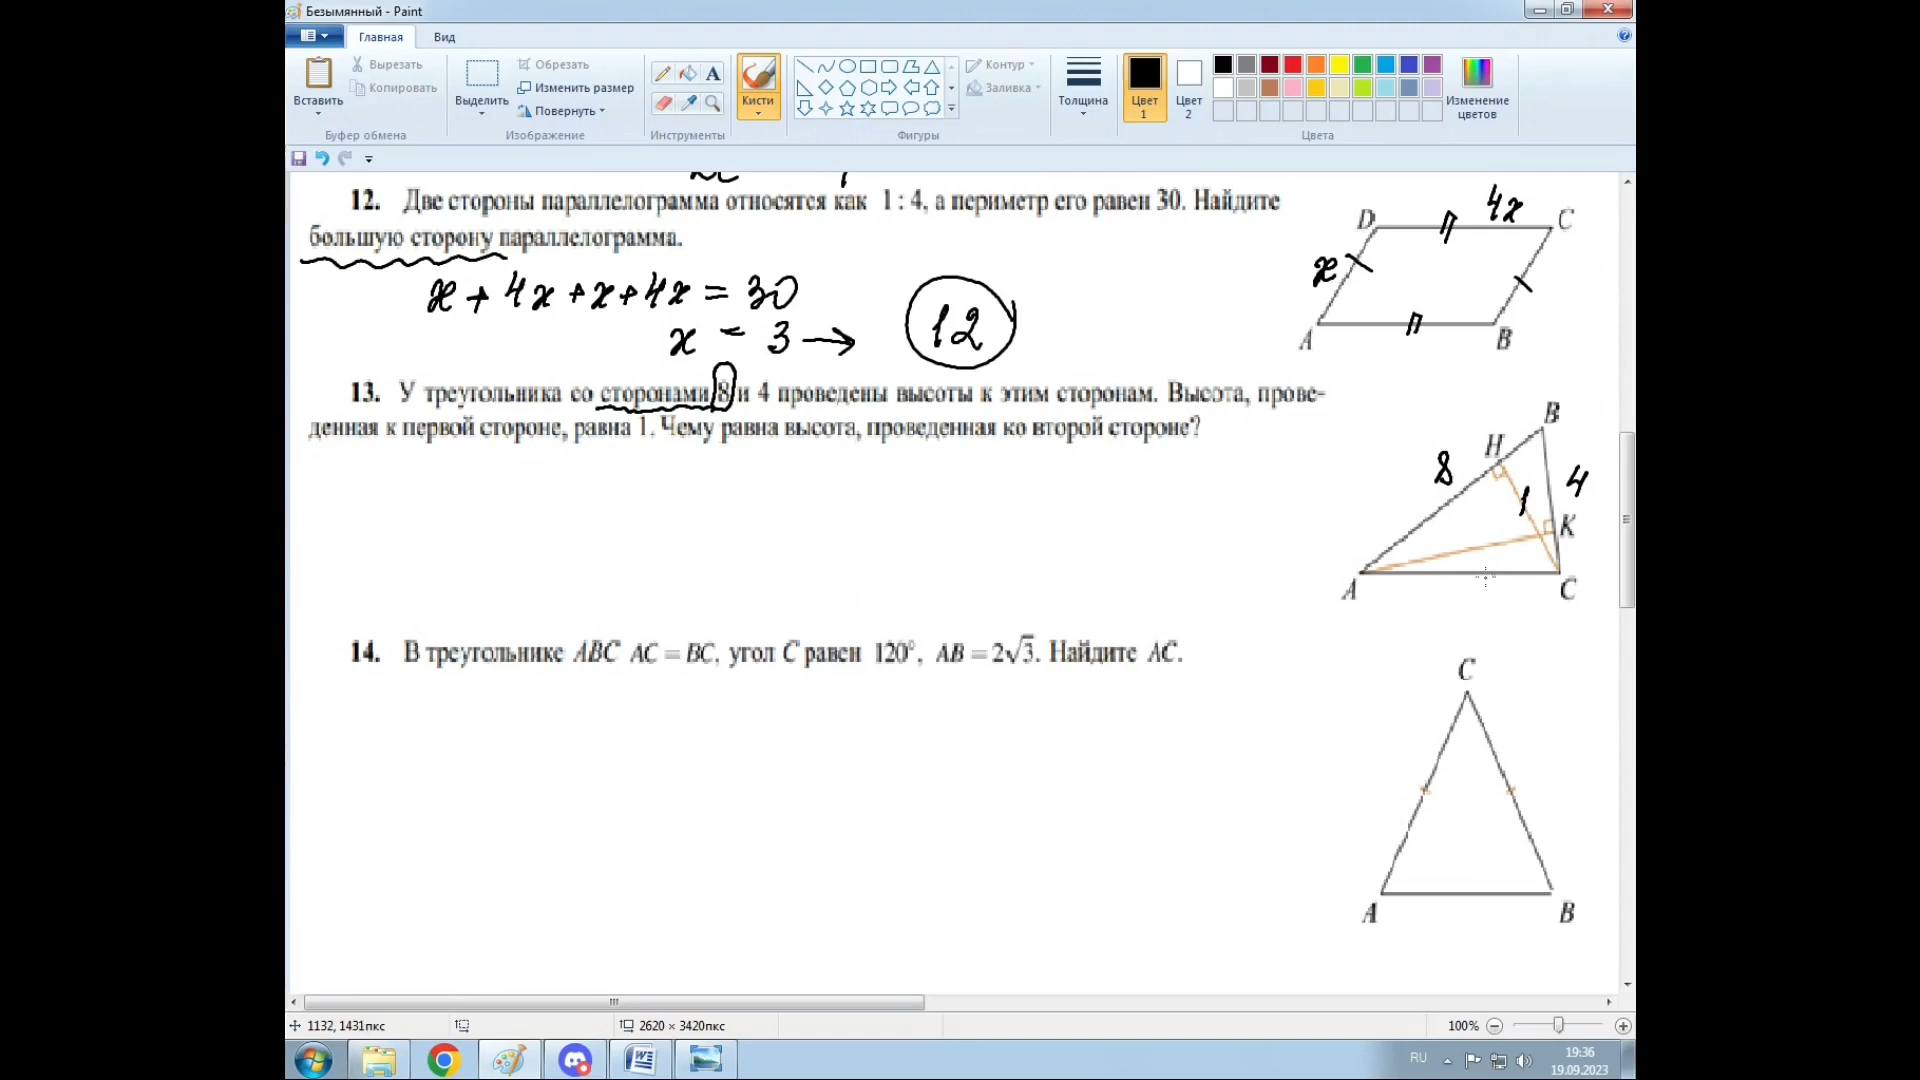 Безымянный - Paint
Главная Вид
Вырезать
Копировать
Вставить
Буфер обмена
Выделить
Обрезать
Изменить размер
Повернуть
Изображение
A
Инструменты
Кисти
Фигуры
Контур
Заливка
Толщина
Цвет 1
Цвет 2
Изменение цветов
Цвета
12. Две стороны параллелограмма относятся как 1 : 4, а периметр его равен 30. Найдите
большую сторону параллелограмма.
x + 4x + x + 4x = 30
x = 3 → 12
D 4x C
x
A B
13. У треугольника со сторонами 8 и 4 проведены высоты к этим сторонам. Высота, прове-
денная к первой стороне, равна 1. Чему равна высота, проведенная ко второй стороне?
B
H
8 1 4
K
A C
14. В треугольнике ABC AC = BC, угол C равен 120°, AB = 2√3. Найдите AC.
C
A B
1132, 1431пкс 2620 × 3420пкс 100%
RU 19:36
19.09.2023